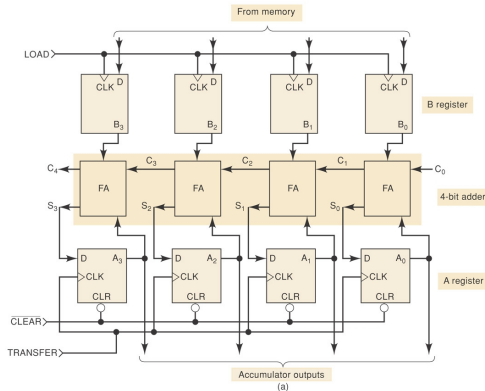 From memory
LOAD
D D D D
CLK CLK CLK CLK
B register
B3 B2 B1 B0
C4 C3 C2 C1 C0
FA FA FA FA
4-bit adder
S3 S2 S1 S0
D A3 D A2 D A1 D A0
A register
CLK CLK CLK CLK
CLR CLR CLR CLR
CLEAR
TRANSFER
Accumulator outputs
(a)